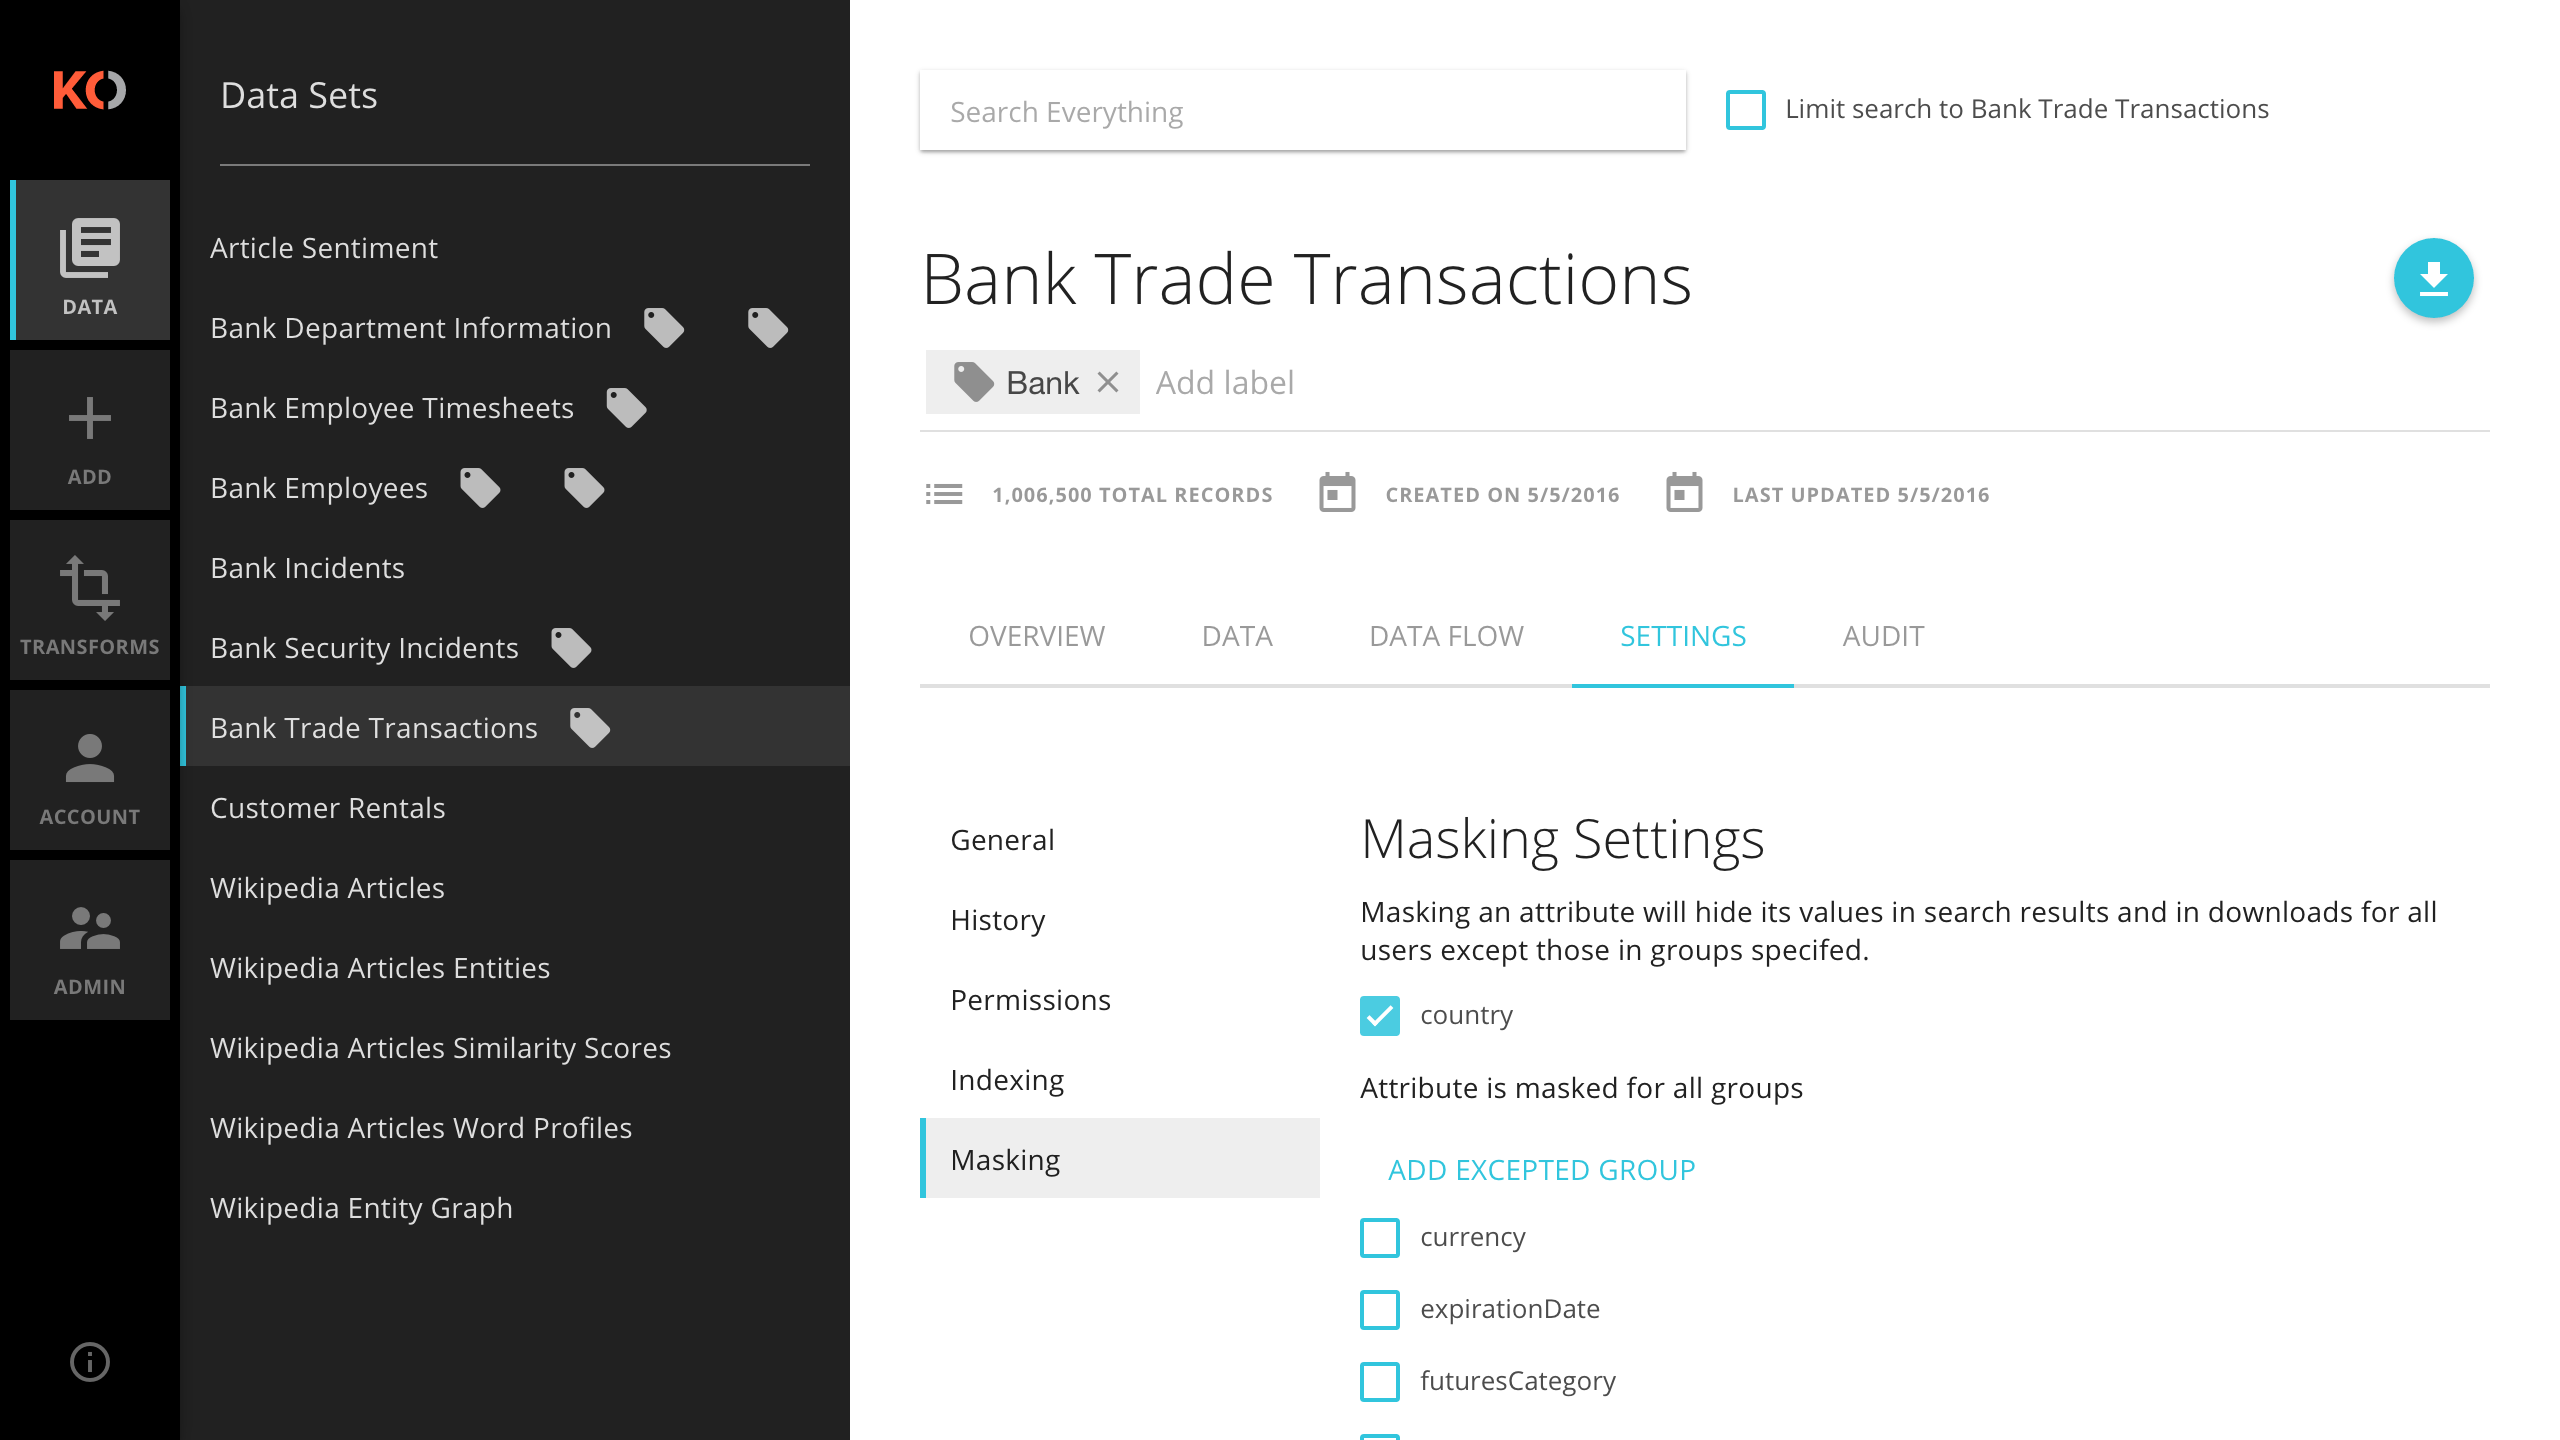 KO
DATA
ADD
TRANSFORMS
ACCOUNT
ADMIN
Data Sets
Article Sentiment
Bank Department Information
Bank Employee Timesheets
Bank Employees
Bank Incidents
Bank Security Incidents
Bank Trade Transactions
Customer Rentals
Wikipedia Articles
Wikipedia Articles Entities
Wikipedia Articles Similarity Scores
Wikipedia Articles Word Profiles
Wikipedia Entity Graph
Search Everything
Limit search to Bank Trade Transactions
Bank Trade Transactions
Bank Add label
1,006,500 TOTAL RECORDS CREATED ON 5/5/2016 LAST UPDATED 5/5/2016
OVERVIEW DATA DATA FLOW SETTINGS AUDIT
General
History
Permissions
Indexing
Masking
Masking Settings
Masking an attribute will hide its values in search results and in downloads for all
users except those in groups specifed.
country
Attribute is masked for all groups
ADD EXCEPTED GROUP
currency
expirationDate
futuresCategory